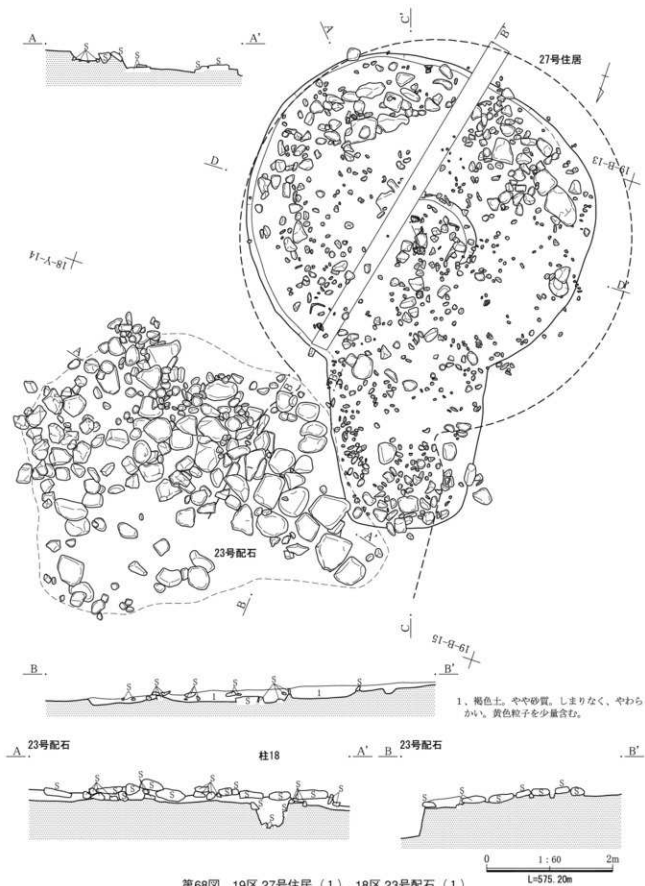 A A'
S S S S S S
27号住居
A
C'
B'
D
19-B-13
18-Y-14
D'
A
B'
23号配石
A'
B
C
19-B-15
B B'
S S S S S S S
1
1、褐色土。やや砂質。しまりなく、やわら
かい。黄色粒子を少量含む。
A 23号配石 柱18 A'
B 23号配石 B'
0 1:60 2m
L=575.20m
第68図 19区 27号住居(1)、18区 23号配石(1)